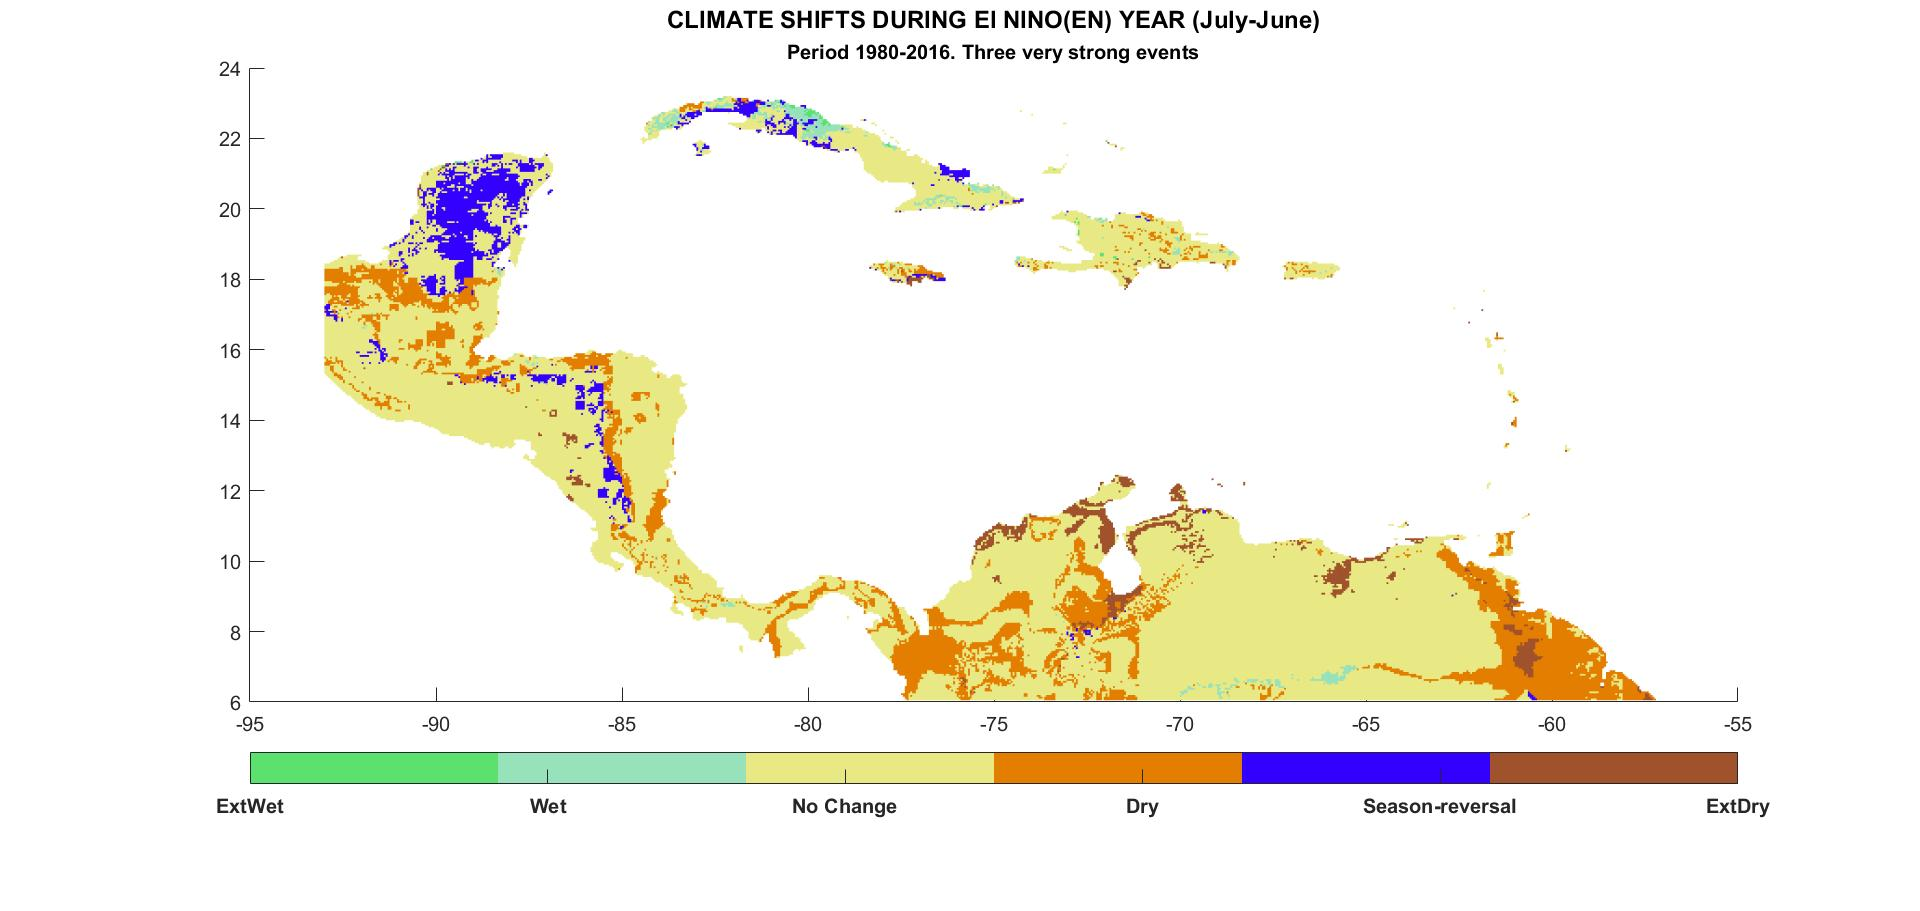 CLIMATE SHIFTS DURING El NINO(EN) YEAR (July-June)
Period 1980-2016. Three very strong events
24
22
20
18
16
14
12
10
8
6
-95 -90 -85 -80 -75 -70 -65 -60 -55
ExtWet Wet No Change Dry Season-reversal ExtDry